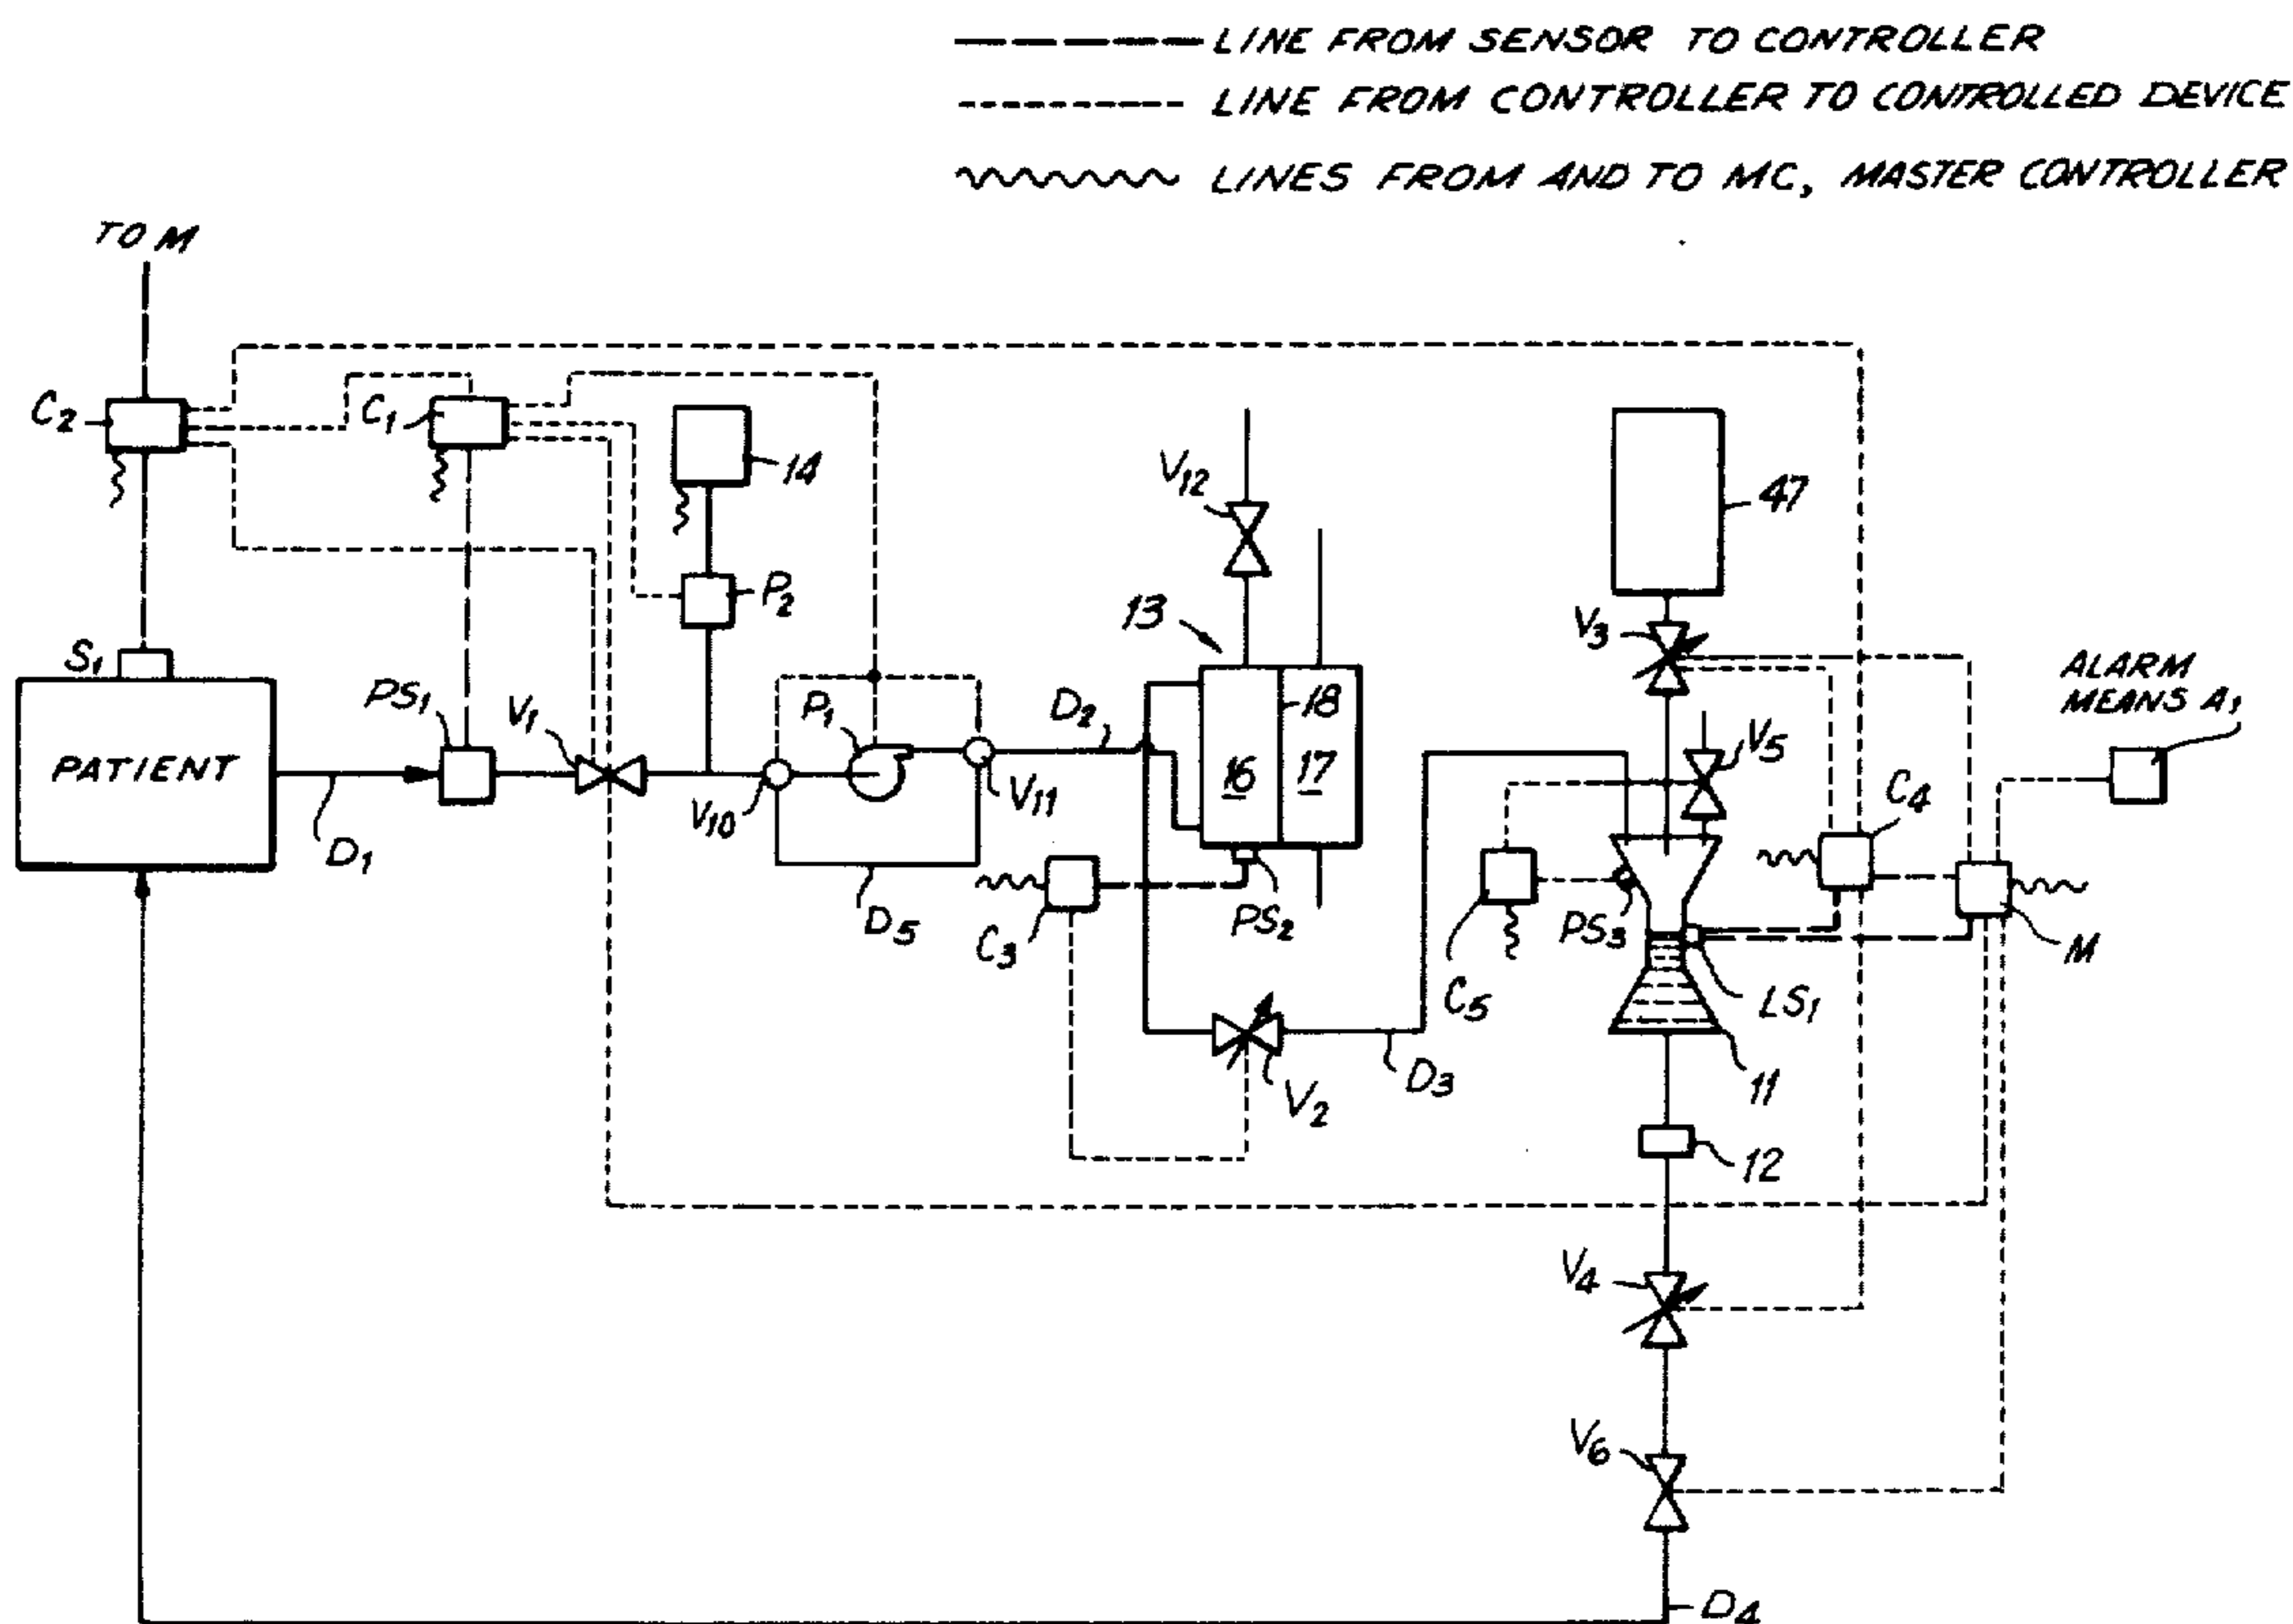 LINE FROM SENSOR TO CONTROLLER
LINE FROM CONTROLLER TO CONTROLLED DEVICE
LINES FROM AND TO MC, MASTER CONTROLLER
TO M
C2
C1
14
V12
47
P2
13
V3
ALARM
MEANS A1
S1
PS1
V1
P1
D2
18
V5
PATIENT
16
17
C4
V10
V11
D1
D5
C3
PS2
PS3
M
C5
LS1
V2
D3
11
12
V4
V6
D4